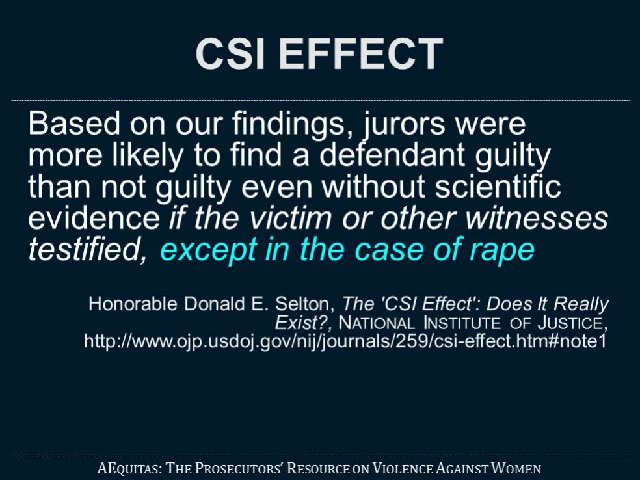 CSI EFFECT
Based on our findings, jurors were
more likely to find a defendant guilty
than not guilty even without scientific
evidence if the victim or other witnesses
testified, except in the case of rape
Honorable Donald E. Selton, The 'CSI Effect': Does It Really
Exist?, NATIONAL INSTITUTE OF JUSTICE,
http://www.ojp.usdoj.gov/nij/journals/259/csi-effect.htm#note1
AEQUITAS: THE PROSECUTORS' RESOURCE ON VIOLENCE AGAINST WOMEN